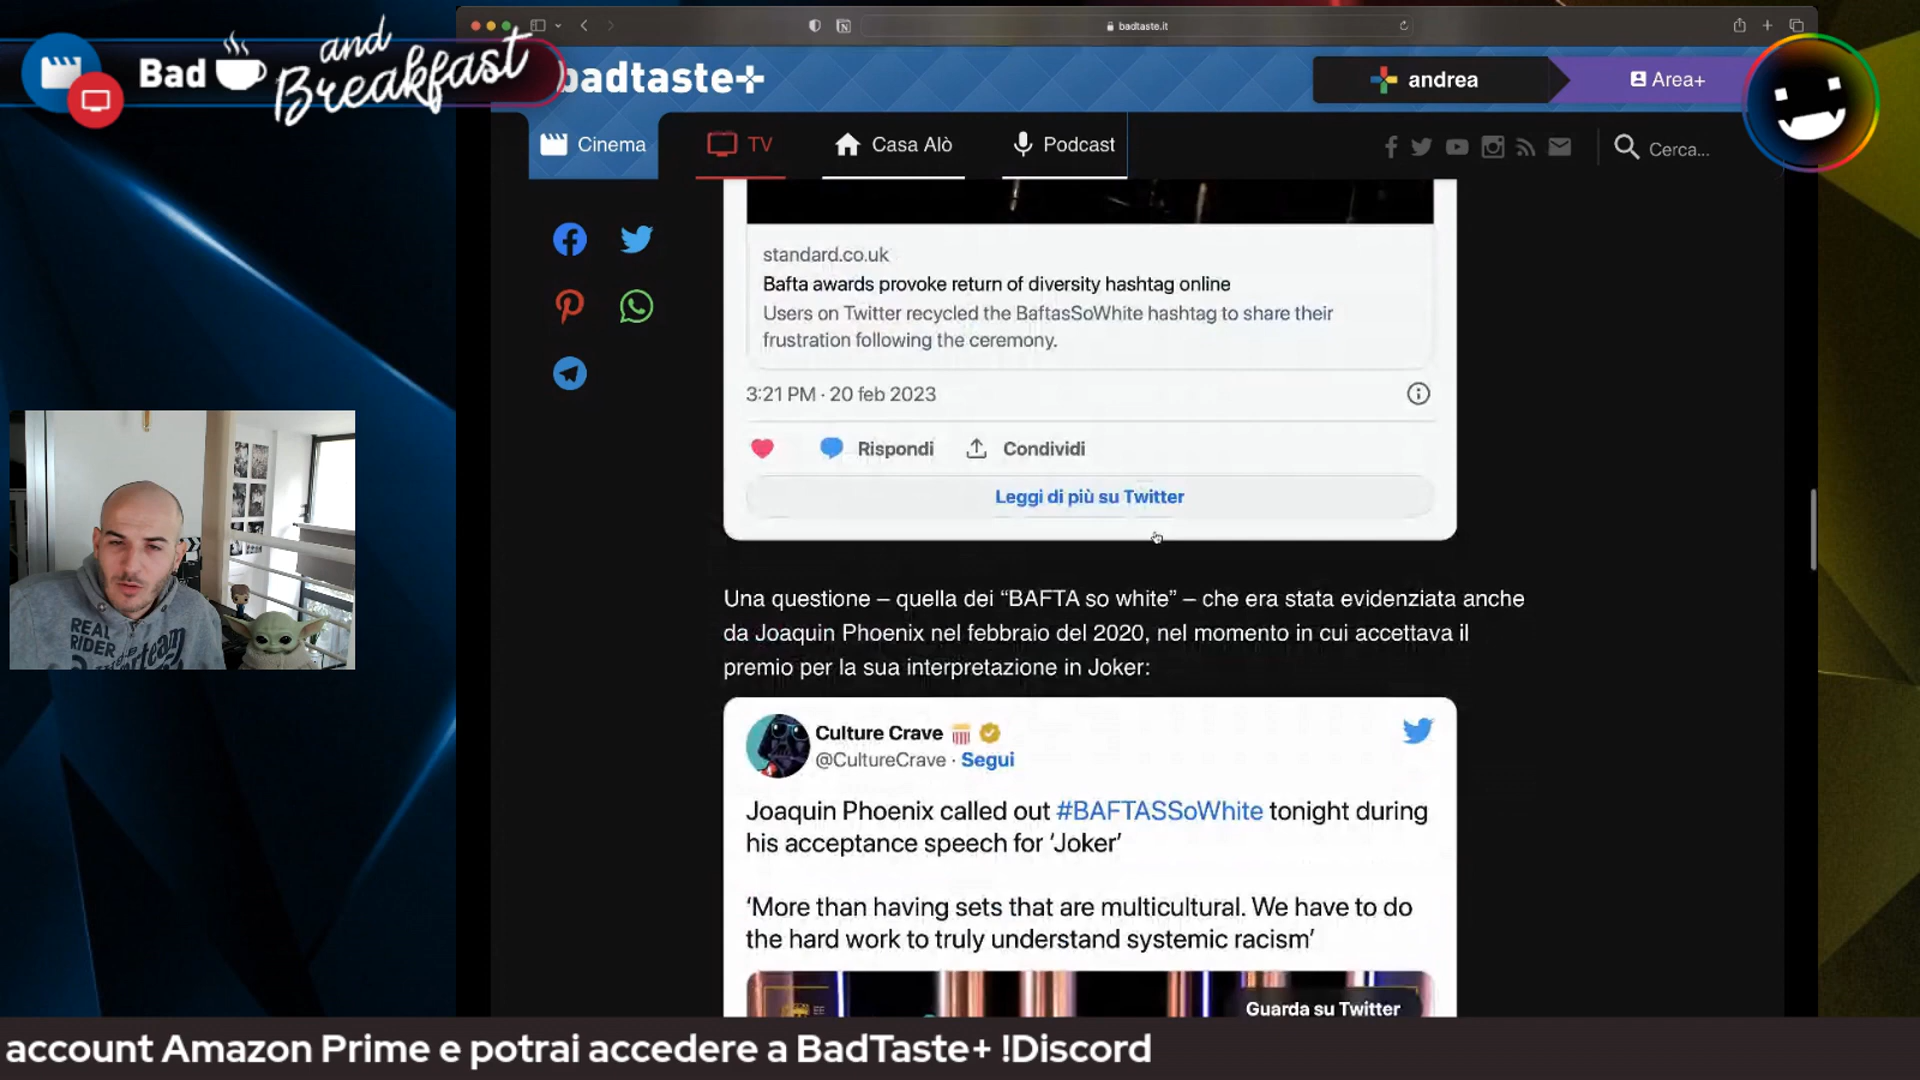 badtaste.it
Bad and Breakfast
badtaste+
andrea
Area+
Cinema
TV
Casa Alò
Podcast
Cerca...
standard.co.uk
Bafta awards provoke return of diversity hashtag online
Users on Twitter recycled the BaftasSoWhite hashtag to share their
frustration following the ceremony.
3:21 PM · 20 feb 2023
Rispondi
Condividi
Leggi di più su Twitter
REAL
RIDER
Una questione – quella dei “BAFTA so white” – che era stata evidenziata anche
da Joaquin Phoenix nel febbraio del 2020, nel momento in cui accettava il
premio per la sua interpretazione in Joker:
Culture Crave
@CultureCrave · Segui
Joaquin Phoenix called out #BAFTASSoWhite tonight during
his acceptance speech for ‘Joker’
‘More than having sets that are multicultural. We have to do
the hard work to truly understand systemic racism’
Guarda su Twitter
account Amazon Prime e potrai accedere a BadTaste+ !Discord